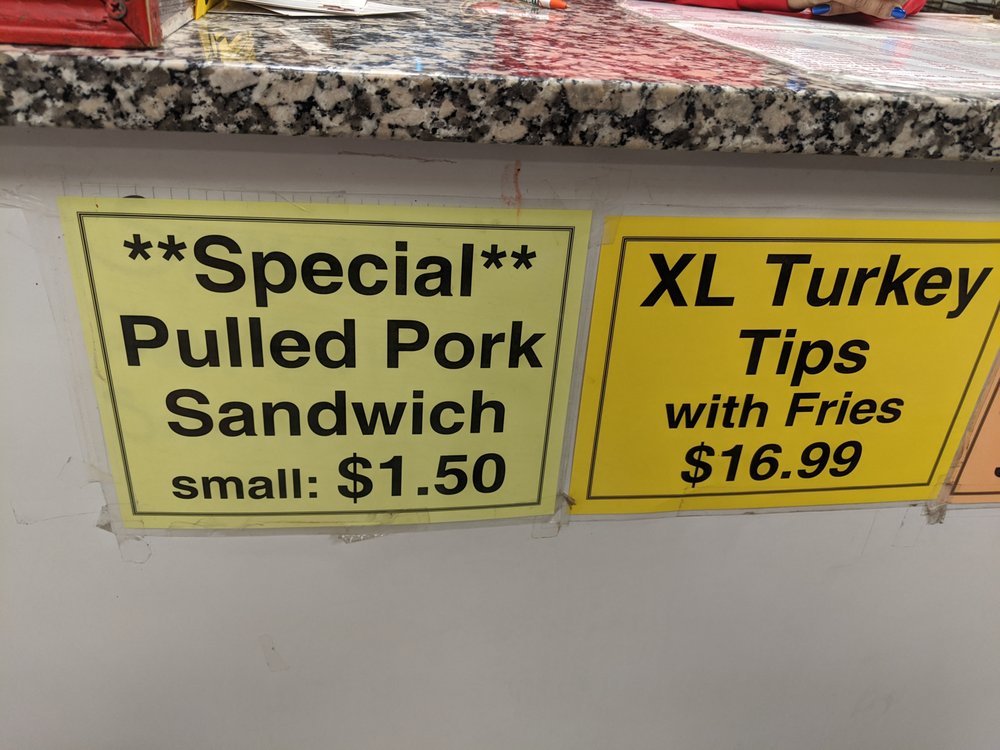 **Special**
Pulled Pork
Sandwich
small: $1.50
XL Turkey
Tips
with Fries
$16.99